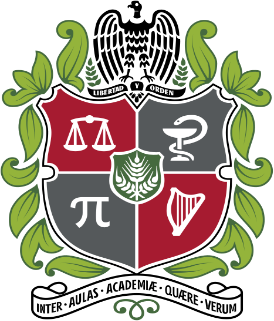 LIBERTAD Y ORDEN
π
INTER · AULAS · ACADEMIÆ · QUÆRE · VERUM